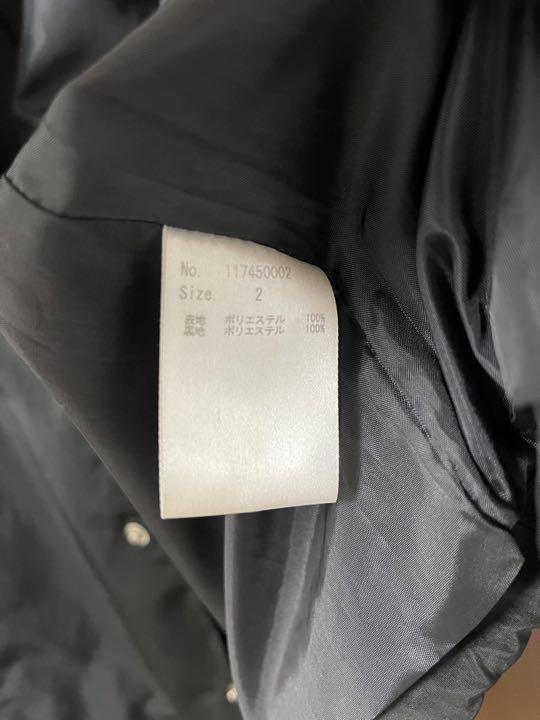 No. 117450002
Size. 2
表地 ポリエステル 100%
裏地 ポリエステル 100%